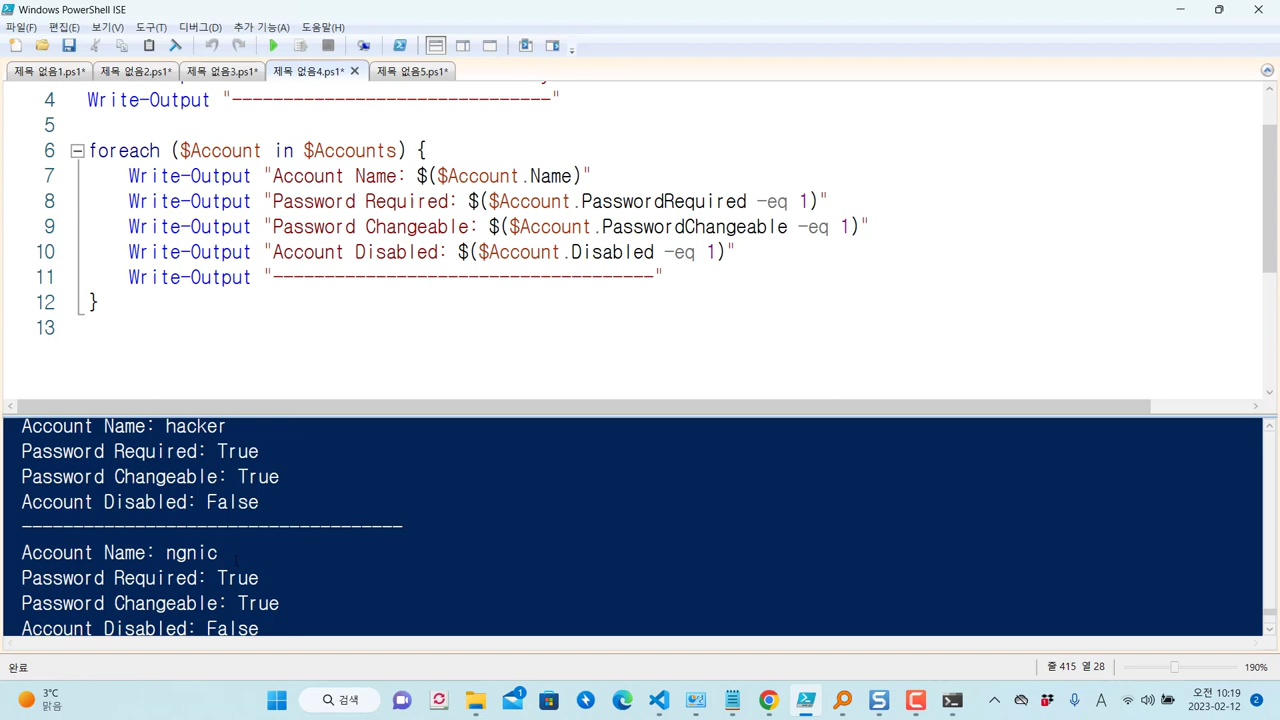 Windows PowerShell ISE
파일(F) 편집(E) 보기(V) 도구(T) 디버그(D) 추가 기능(A) 도움말(H)
제목 없음1.ps1* 제목 없음2.ps1* 제목 없음3.ps1* 제목 없음4.ps1* 제목 없음5.ps1*
4 Write-Output "-------------------------------"
5
6 foreach ($Account in $Accounts) {
7 Write-Output "Account Name: $($Account.Name)"
8 Write-Output "Password Required: $($Account.PasswordRequired -eq 1)"
9 Write-Output "Password Changeable: $($Account.PasswordChangeable -eq 1)"
10 Write-Output "Account Disabled: $($Account.Disabled -eq 1)"
11 Write-Output "-------------------------------------"
12 }
13
Account Name: hacker
Password Required: True
Password Changeable: True
Account Disabled: False
-------------------------------------
Account Name: ngnic
Password Required: True
Password Changeable: True
Account Disabled: False
완료 줄 415 열 28 190%
3°C
맑음
검색
1
A
오전 10:19
2023-02-12
2